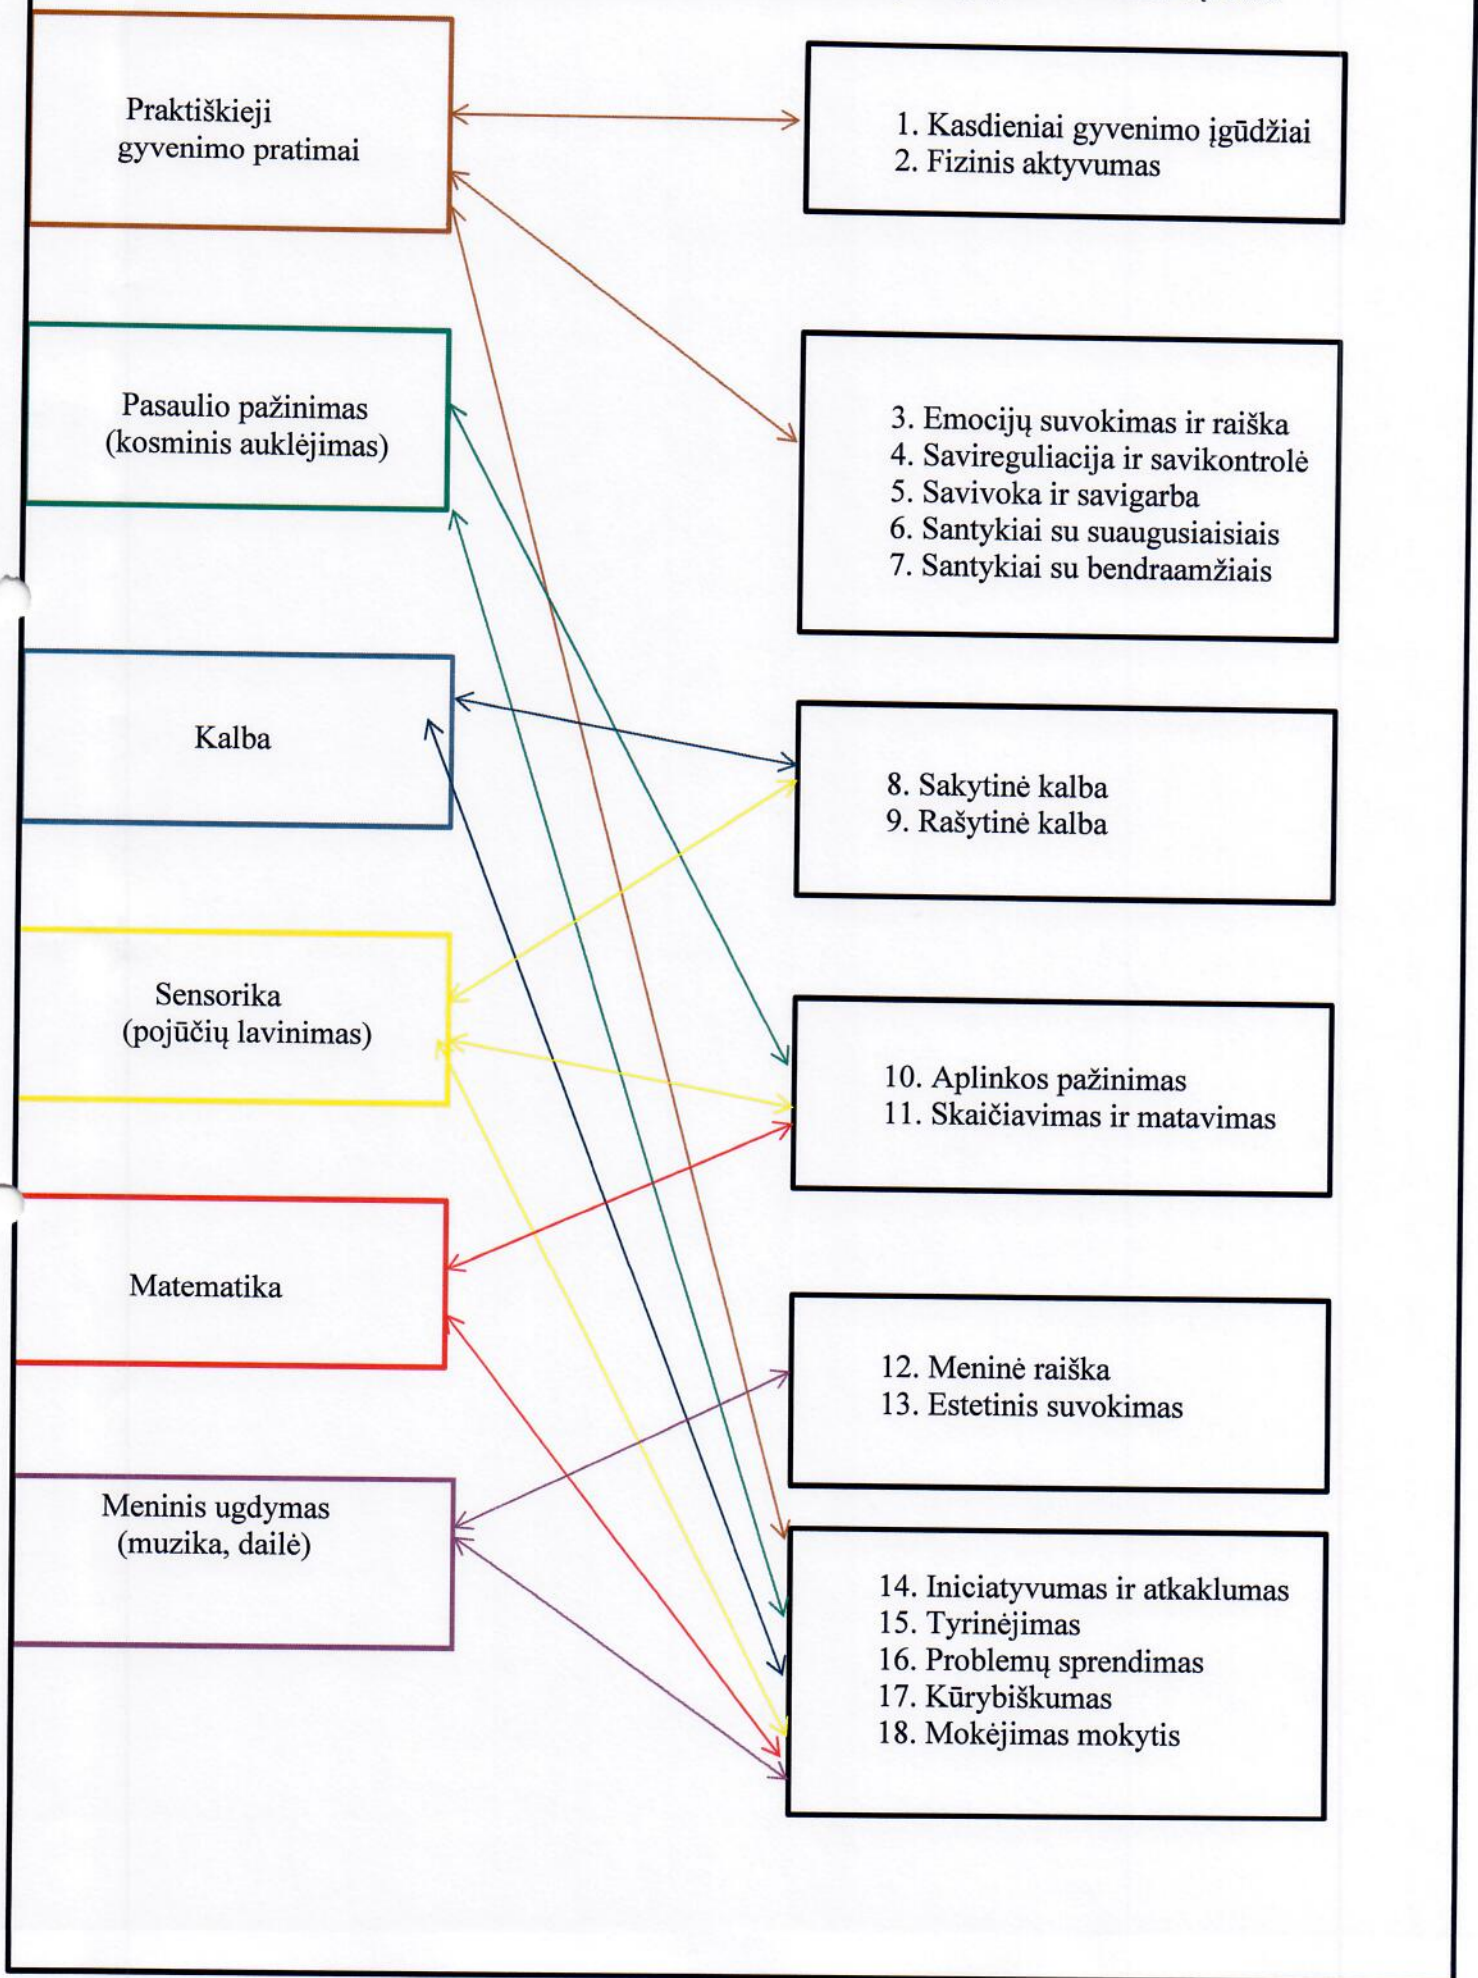 Praktiškieji
gyvenimo pratimai
1. Kasdieniai gyvenimo įgūdžiai
2. Fizinis aktyvumas
Pasaulio pažinimas
(kosminis auklėjimas)
3. Emocijų suvokimas ir raiška
4. Savireguliacija ir savikontrolė
5. Savivoka ir savigarba
6. Santykiai su suaugusiaisiais
7. Santykiai su bendraamžiais
Kalba
8. Sakytinė kalba
9. Rašytinė kalba
Sensorika
(pojūčių lavinimas)
10. Aplinkos pažinimas
11. Skaičiavimas ir matavimas
Matematika
12. Meninė raiška
13. Estetinis suvokimas
Meninis ugdymas
(muzika, dailė)
14. Iniciatyvumas ir atkaklumas
15. Tyrinėjimas
16. Problemų sprendimas
17. Kūrybiškumas
18. Mokėjimas mokytis